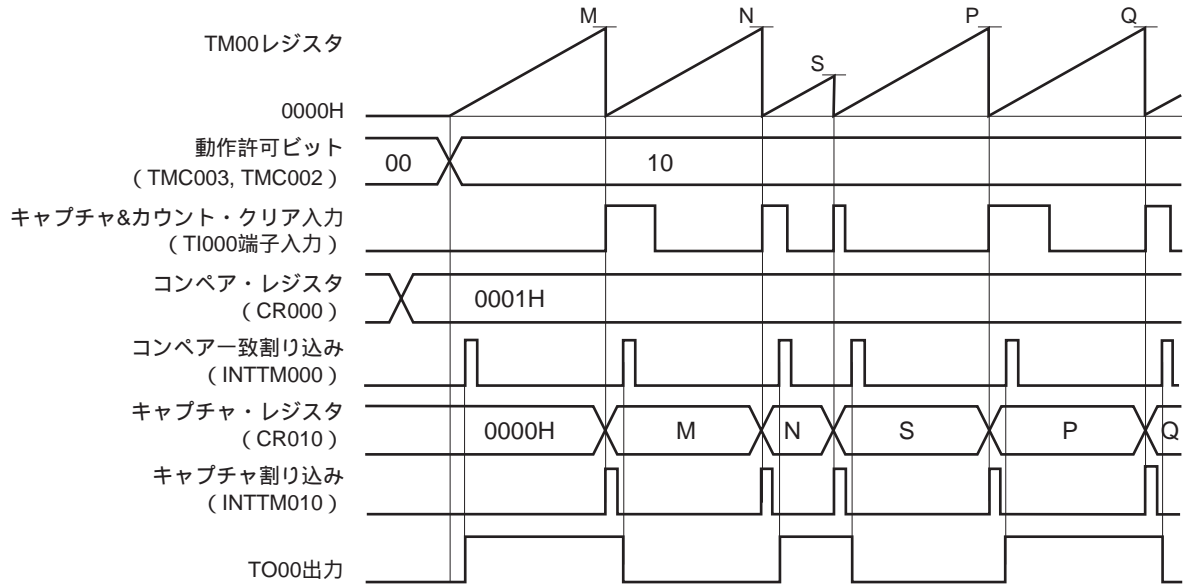 M N S P Q
TM00レジスタ
0000H
動作許可ビット
（TMC003, TMC002）
00 10
キャプチャ&カウント・クリア入力
（TI000端子入力）
コンペア・レジスタ
（CR000）
0001H
コンペア一致割り込み
（INTTM000）
キャプチャ・レジスタ
（CR010）
0000H M N S P Q
キャプチャ割り込み
（INTTM010）
TO00出力